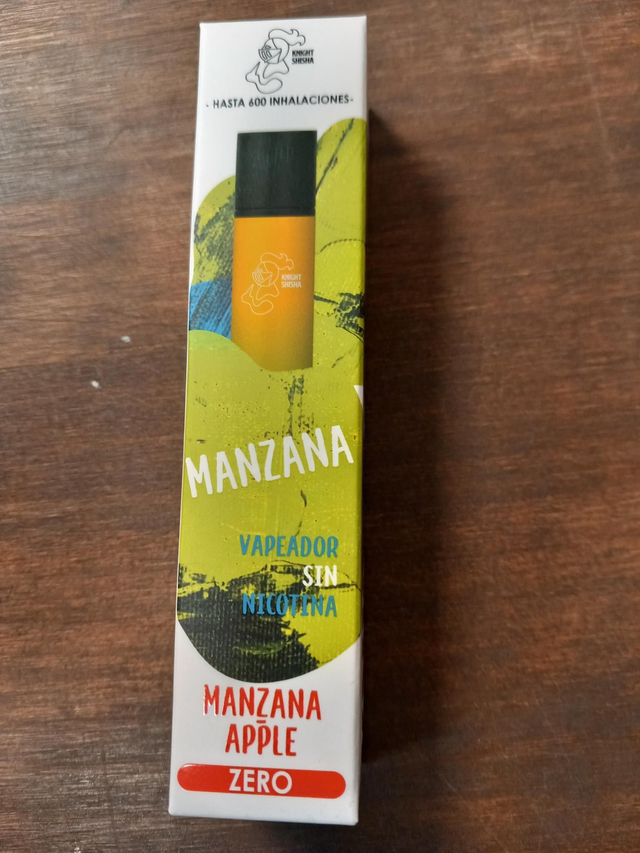 KNIGHT
SHISHA
- HASTA 600 INHALACIONES-
KNIGHT
SHISHA
MANZANA
VAPEADOR
SIN
NICOTINA
MANZANA
-
APPLE
ZERO